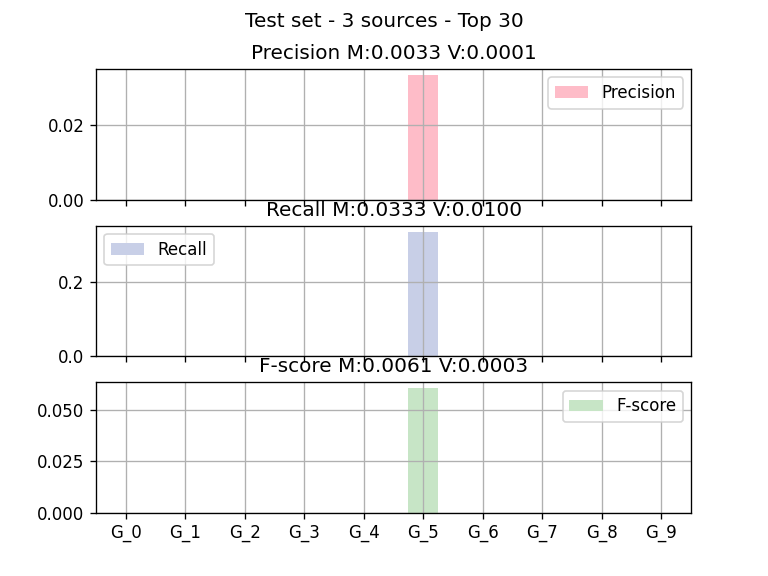 Test set - 3 sources - Top 30
Precision M:0.0033 V:0.0001
Precision
0.02
0.00
Recall M:0.0333 V:0.0100
Recall
0.2
0.0
F-score M:0.0061 V:0.0003
F-score
0.050
0.025
0.000
G_0 G_1 G_2 G_3 G_4 G_5 G_6 G_7 G_8 G_9